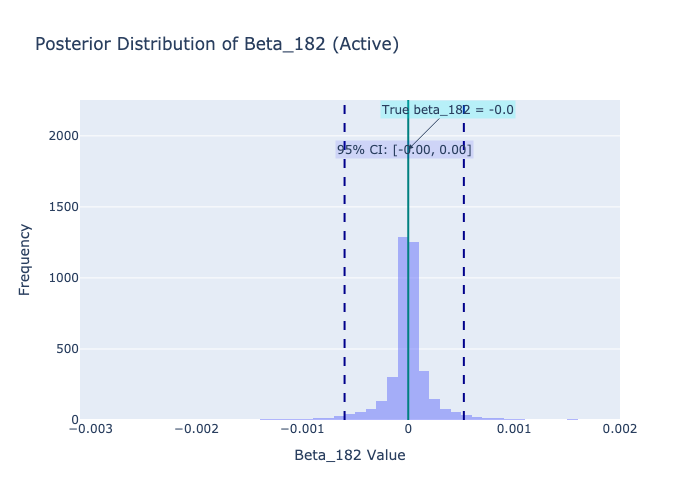 Posterior Distribution of Beta_182 (Active)
True beta_182 = -0.0
95% CI: [-0.00, 0.00]
2000
1500
1000
500
0
Frequency
−0.003
−0.002
−0.001
0
0.001
0.002
Beta_182 Value